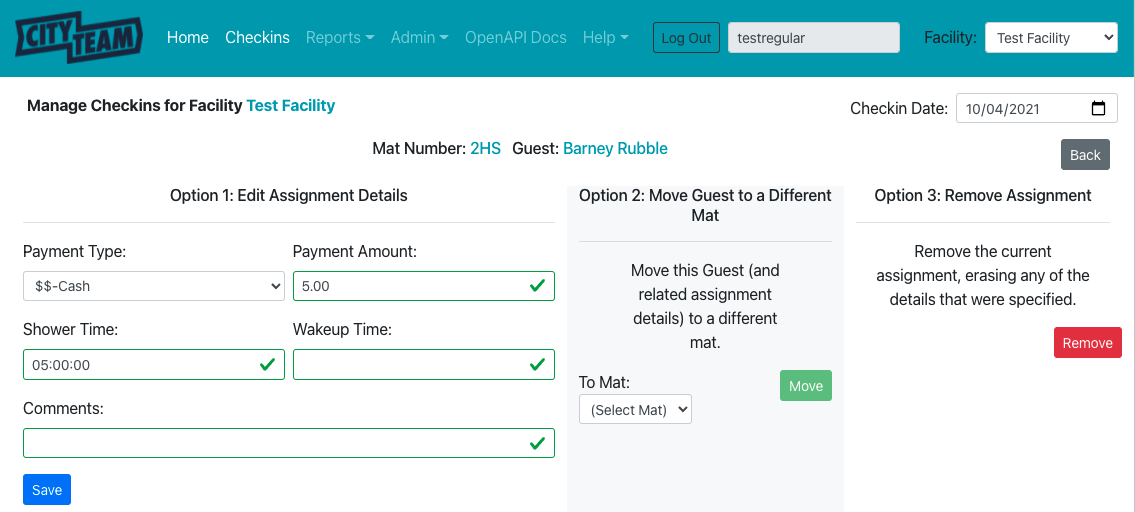 CITY TEAM Home Checkins Reports Admin OpenAPI Docs Help Log Out testregular Facility: Test Facility
Manage Checkins for Facility Test Facility Checkin Date: 10/04/2021
Mat Number: 2HS Guest: Barney Rubble
Back
Option 1: Edit Assignment Details
Payment Type: Payment Amount:
$$-Cash 5.00
Shower Time: Wakeup Time:
05:00:00
Comments:
Save
Option 2: Move Guest to a Different
Mat
Move this Guest (and
related assignment
details) to a different
mat.
To Mat: Move
(Select Mat)
Option 3: Remove Assignment
Remove the current
assignment, erasing any of the
details that were specified.
Remove